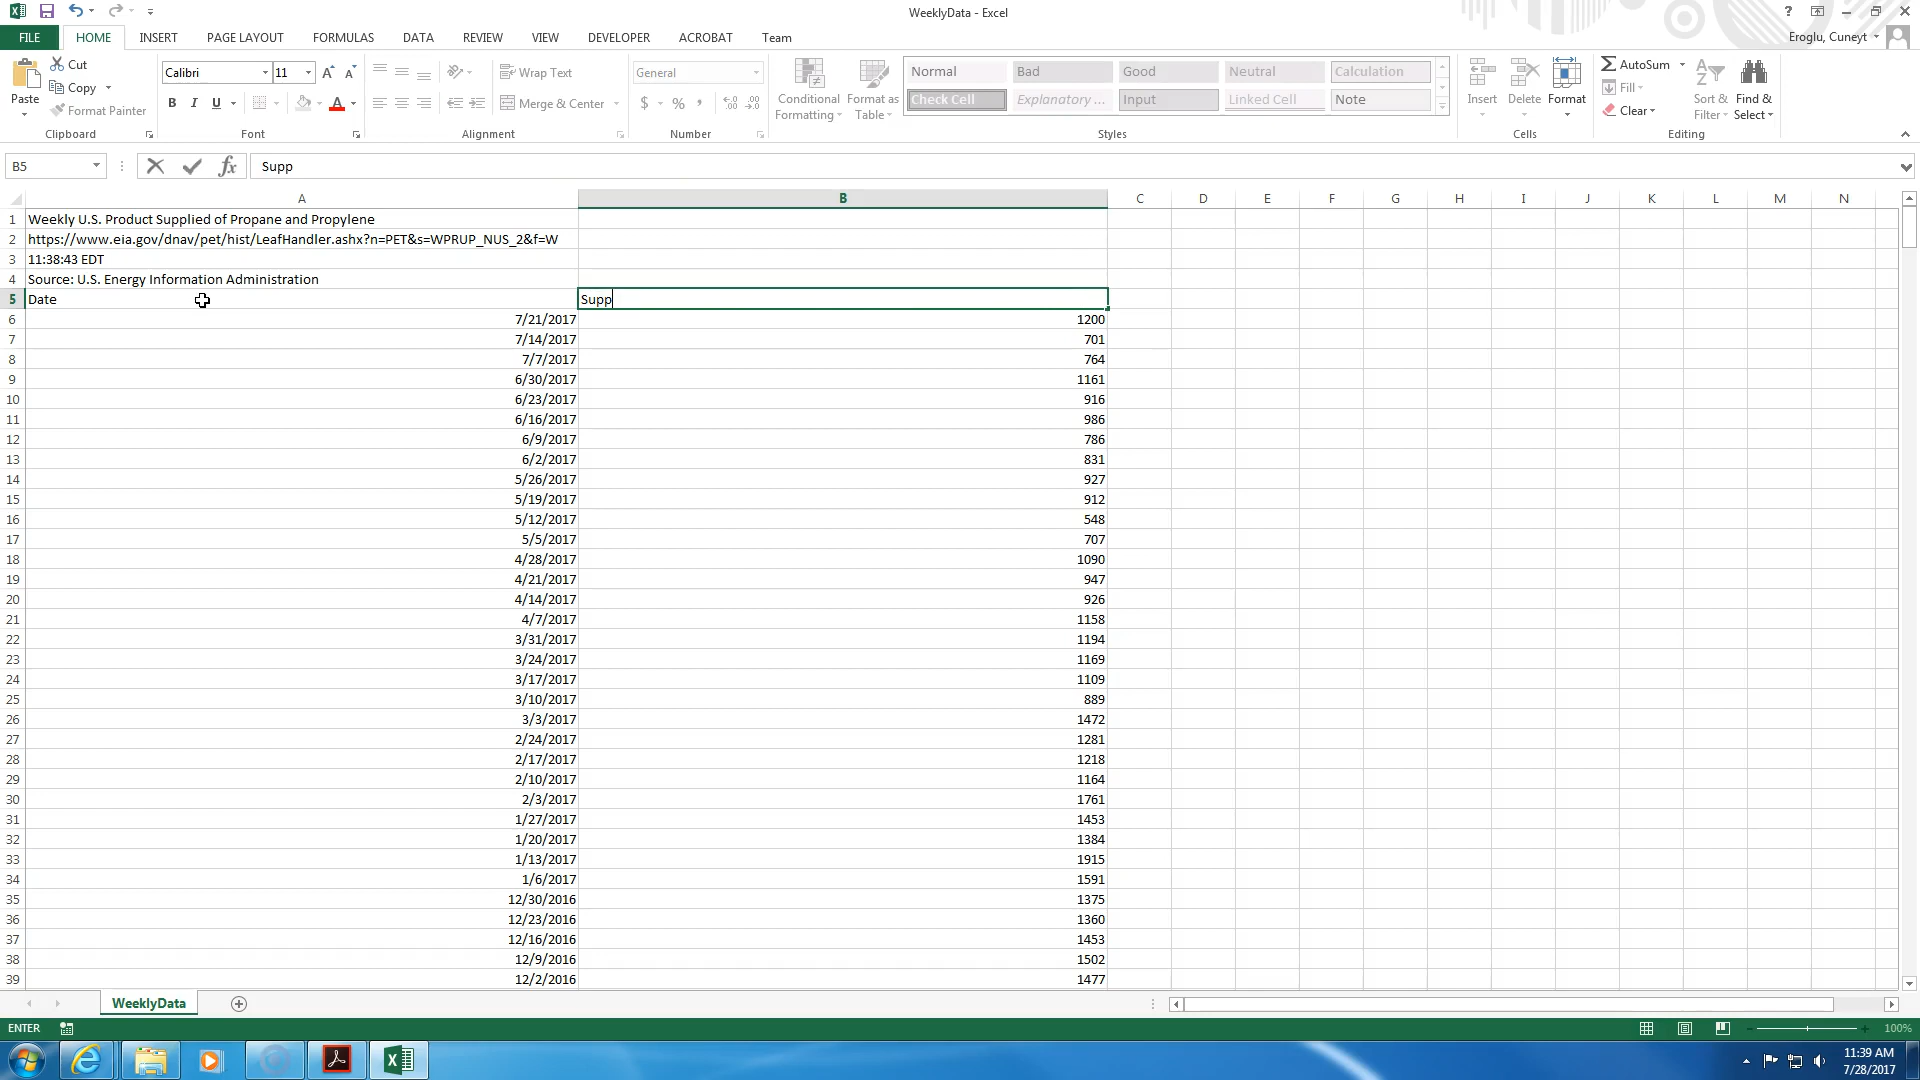 WeeklyData - Excel
FILE HOME INSERT PAGE LAYOUT FORMULAS DATA REVIEW VIEW DEVELOPER ACROBAT Team Eroglu, Cuneyt
Paste Cut Copy Format Painter
Calibri 11
B I U
Wrap Text
Merge & Center
General
$ %
Conditional Formatting
Format as Table
Normal Bad Good Neutral Calculation
Check Cell Explanatory ... Input Linked Cell Note
Insert Delete Format
AutoSum
Fill
Clear
Sort & Filter
Find & Select
Clipboard Font Alignment Number Styles Cells Editing
B5 fx Supp
A B C D E F G H I J K L M N
1 Weekly U.S. Product Supplied of Propane and Propylene
2 https://www.eia.gov/dnav/pet/hist/LeafHandler.ashx?n=PET&s=WPRUP_NUS_2&f=W
3 11:38:43 EDT
4 Source: U.S. Energy Information Administration
5 Date Supp
6 7/21/2017 1200
7 7/14/2017 701
8 7/7/2017 764
9 6/30/2017 1161
10 6/23/2017 916
11 6/16/2017 986
12 6/9/2017 786
13 6/2/2017 831
14 5/26/2017 927
15 5/19/2017 912
16 5/12/2017 548
17 5/5/2017 707
18 4/28/2017 1090
19 4/21/2017 947
20 4/14/2017 926
21 4/7/2017 1158
22 3/31/2017 1194
23 3/24/2017 1169
24 3/17/2017 1109
25 3/10/2017 889
26 3/3/2017 1472
27 2/24/2017 1281
28 2/17/2017 1218
29 2/10/2017 1164
30 2/3/2017 1761
31 1/27/2017 1453
32 1/20/2017 1384
33 1/13/2017 1915
34 1/6/2017 1591
35 12/30/2016 1375
36 12/23/2016 1360
37 12/16/2016 1453
38 12/9/2016 1502
39 12/2/2016 1477
WeeklyData
ENTER 100%
11:39 AM
7/28/2017